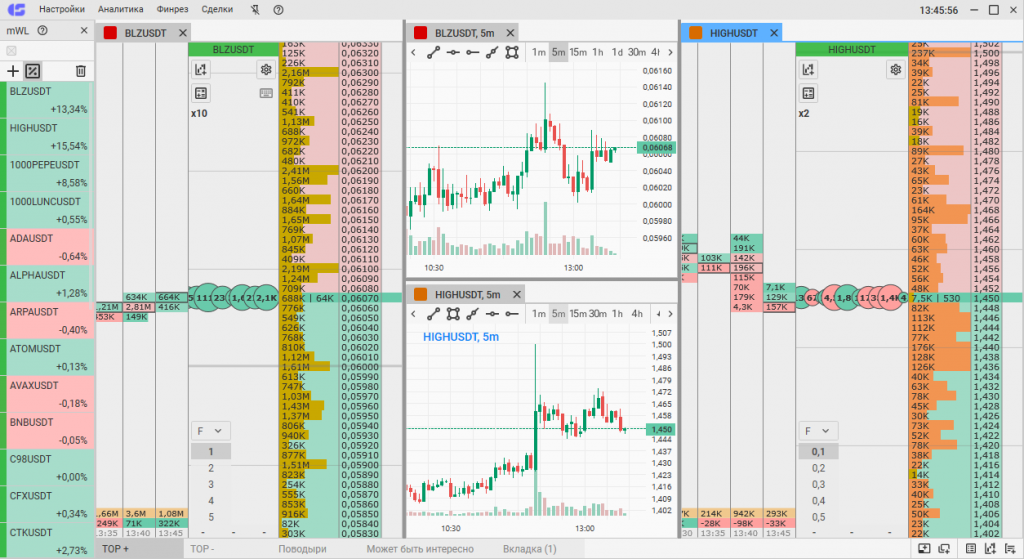 Настройки Аналитика Финрез Сделки
13:45:56
mWL
BLZUSDT
+13,34%
HIGHUSDT
+15,54%
1000PEPEUSDT
+8,58%
1000LUNCUSDT
+0,55%
ADAUSDT
-0,64%
ALPHAUSDT
+1,28%
ARPAUSDT
-0,40%
ATOMUSDT
+0,13%
AVAXUSDT
-0,18%
BNBUSDT
-0,05%
C98USDT
+0,00%
CFXUSDT
+0,34%
CTKUSDT
+2,73%
BLZUSDT
BLZUSDT
x10
F
1
2
3
4
5
634K 664K
2,81M 416K
149K
1,66M 3,6M 1,08M
249K 71K 322K
13:35 13:40 13:45
0,06330
125K 0,06320
226K
2,16M 0,06300
792K 0,06290
411K 0,06280
410K 0,06270
541K 0,06260
1,13M 0,06250
688K 0,06240
972K 0,06230
682K 0,06220
480K 0,06210
2,41M 0,06200
1,56M 0,06190
660K 0,06180
1,64M 0,06170
884K 0,06160
1,65M 0,06150
769K 0,06140
1,07M 0,06130
845K 0,06120
409K 0,06110
2,19M 0,06100
1,24M 0,06090
709K 0,06080
688K 64K 0,06070
776K 0,06060
549K 0,06050
626K 0,06040
768K 0,06030
810K 0,06020
1,12M 0,06010
1,61M 0,06000
613K 0,05990
747K 0,05980
1,03M 0,05970
1,43M 0,05960
1,37M 0,05950
806K 0,05940
940K 0,05930
326K 0,05920
877K 0,05910
1,51M 0,05900
823K 0,05890
254K 0,05880
555K 0,05870
853K 0,05860
916K 0,05850
82K 0,05840
303K 0,05830
BLZUSDT, 5m
1m 5m 15m 1h 1d 30m 4h
0,06160
0,06140
0,06120
0,06100
0,06080
0,06068
0,06040
0,06020
0,06000
0,05980
0,05960
10:30 13:00
HIGHUSDT, 5m
1m 5m 15m 30m 1h 4h
HIGHUSDT, 5m
1,507
1,500
1,492
1,485
1,478
1,471
1,465
1,458
1,450
1,444
1,437
1,430
1,423
1,416
1,409
1,402
10:30 13:00
HIGHUSDT
HIGHUSDT
x2
F
0,1
0,2
0,3
0,4
0,5
44K
191K
103K 142K
111K 196K
115K
70K 7,1K
179K 129K
4,3K 157K
214K 942K 293K
-28K -98K -33K
13:35 13:40 13:45
1,502
237K 1,500
34K 1,498
39K 1,496
22K 1,494
25K 1,492
81K 1,490
19K 1,488
16K 1,486
39K 1,484
18K 1,482
89K 1,480
27K 1,478
43K 1,476
65K 1,474
23K 1,472
61K 1,470
164K 1,468
95K 1,466
37K 1,464
60K 1,462
63K 1,460
46K 1,458
52K 1,456
56K 1,454
48K 1,452
7,5K 530 1,450
82K 1,448
113K 1,446
112K 1,444
77K 1,442
176K 1,440
128K 1,438
126K 1,436
40K 1,434
63K 1,432
78K 1,430
45K 1,428
30K 1,426
73K 1,424
42K 1,422
78K 1,420
38K 1,418
22K 1,416
14K 1,414
33K 1,412
40K 1,410
25K 1,408
50K 1,406
23K 1,404
22K 1,402
TOP + TOP - Поводыри Может быть интересно Вкладка (1)